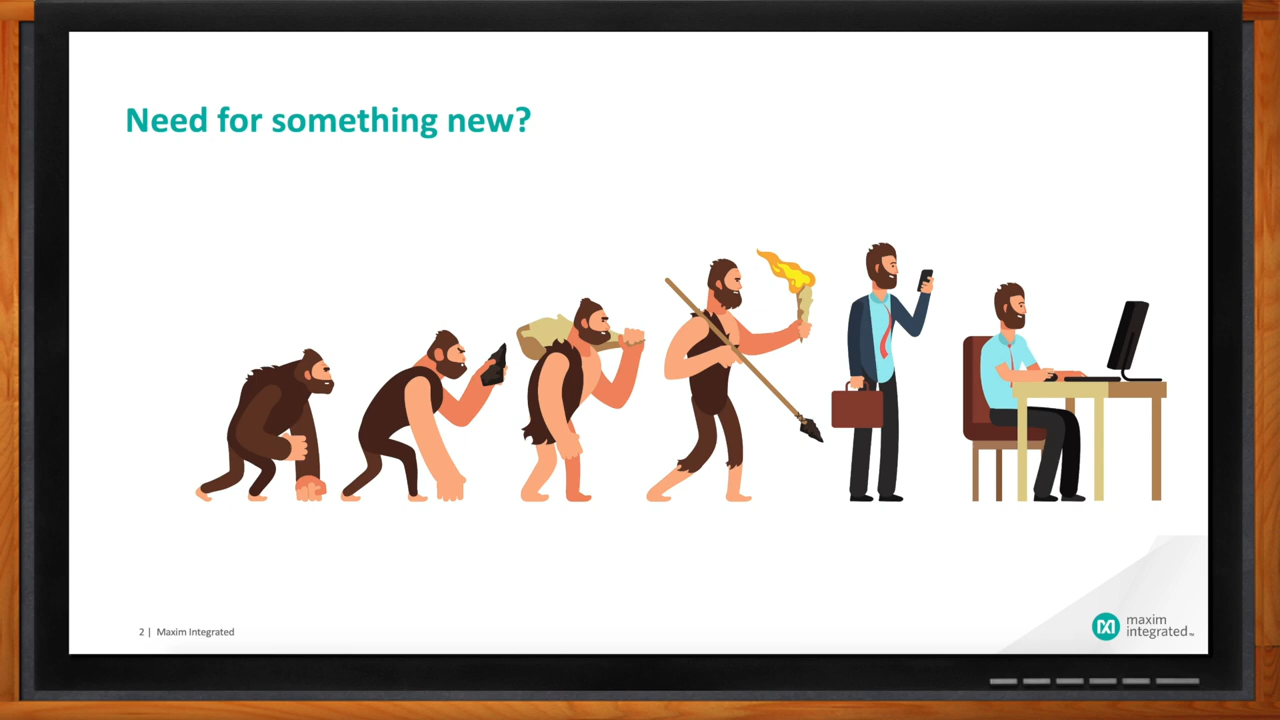 Need for something new?
2 | Maxim Integrated
maxim
integrated™